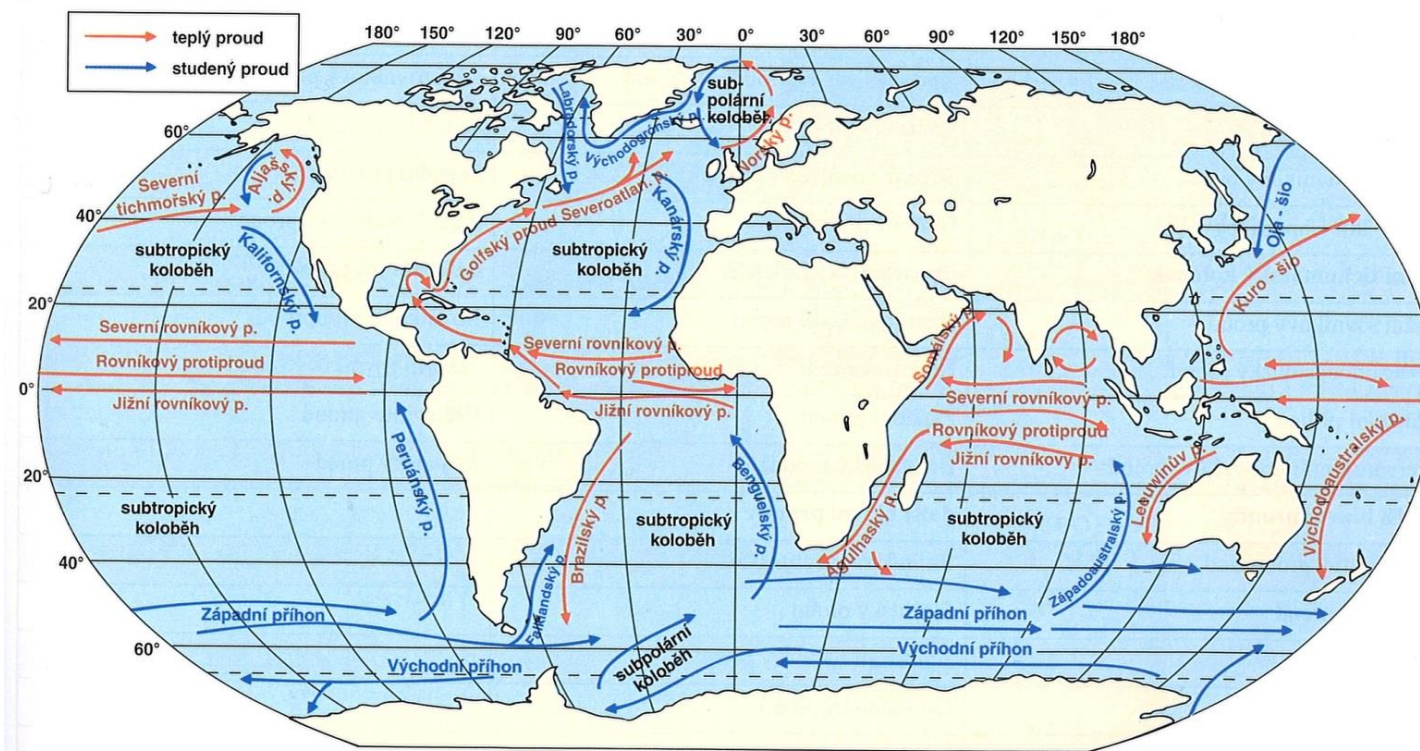 teplý proud
studený proud
180°
150°
120°
90°
60°
30°
0°
30°
60°
90°
120°
150°
180°
60°
40°
20°
0°
20°
40°
60°
Severní
tichmořský p.
Aljašský
p.
subtropický
koloběh
Kalifornský p.
Severní rovníkový p.
Rovníkový protiproud
Jižní rovníkový p.
Peruánský p.
subtropický
koloběh
Západní příhon
Východní příhon
Labradorský p.
Východogrónský p.
sub-
polární
koloběh
Norský p.
Golfský proud
Severoatlan. p.
subtropický
koloběh
Kanárský p.
Severní rovníkový p.
Rovníkový protiproud
Jižní rovníkový p.
Brazilský p.
Falklandský p.
subtropický
koloběh
Benguelský p.
subpolární
koloběh
Somálský p.
Severní rovníkový p.
Rovníkový protiproud
Jižní rovníkový p.
Agulhaský p.
subtropický
koloběh
Západoaustralský p.
Leeuwinův p.
Západní příhon
Východní příhon
Oja - šio
Kuro - šio
Východoaustralský p.